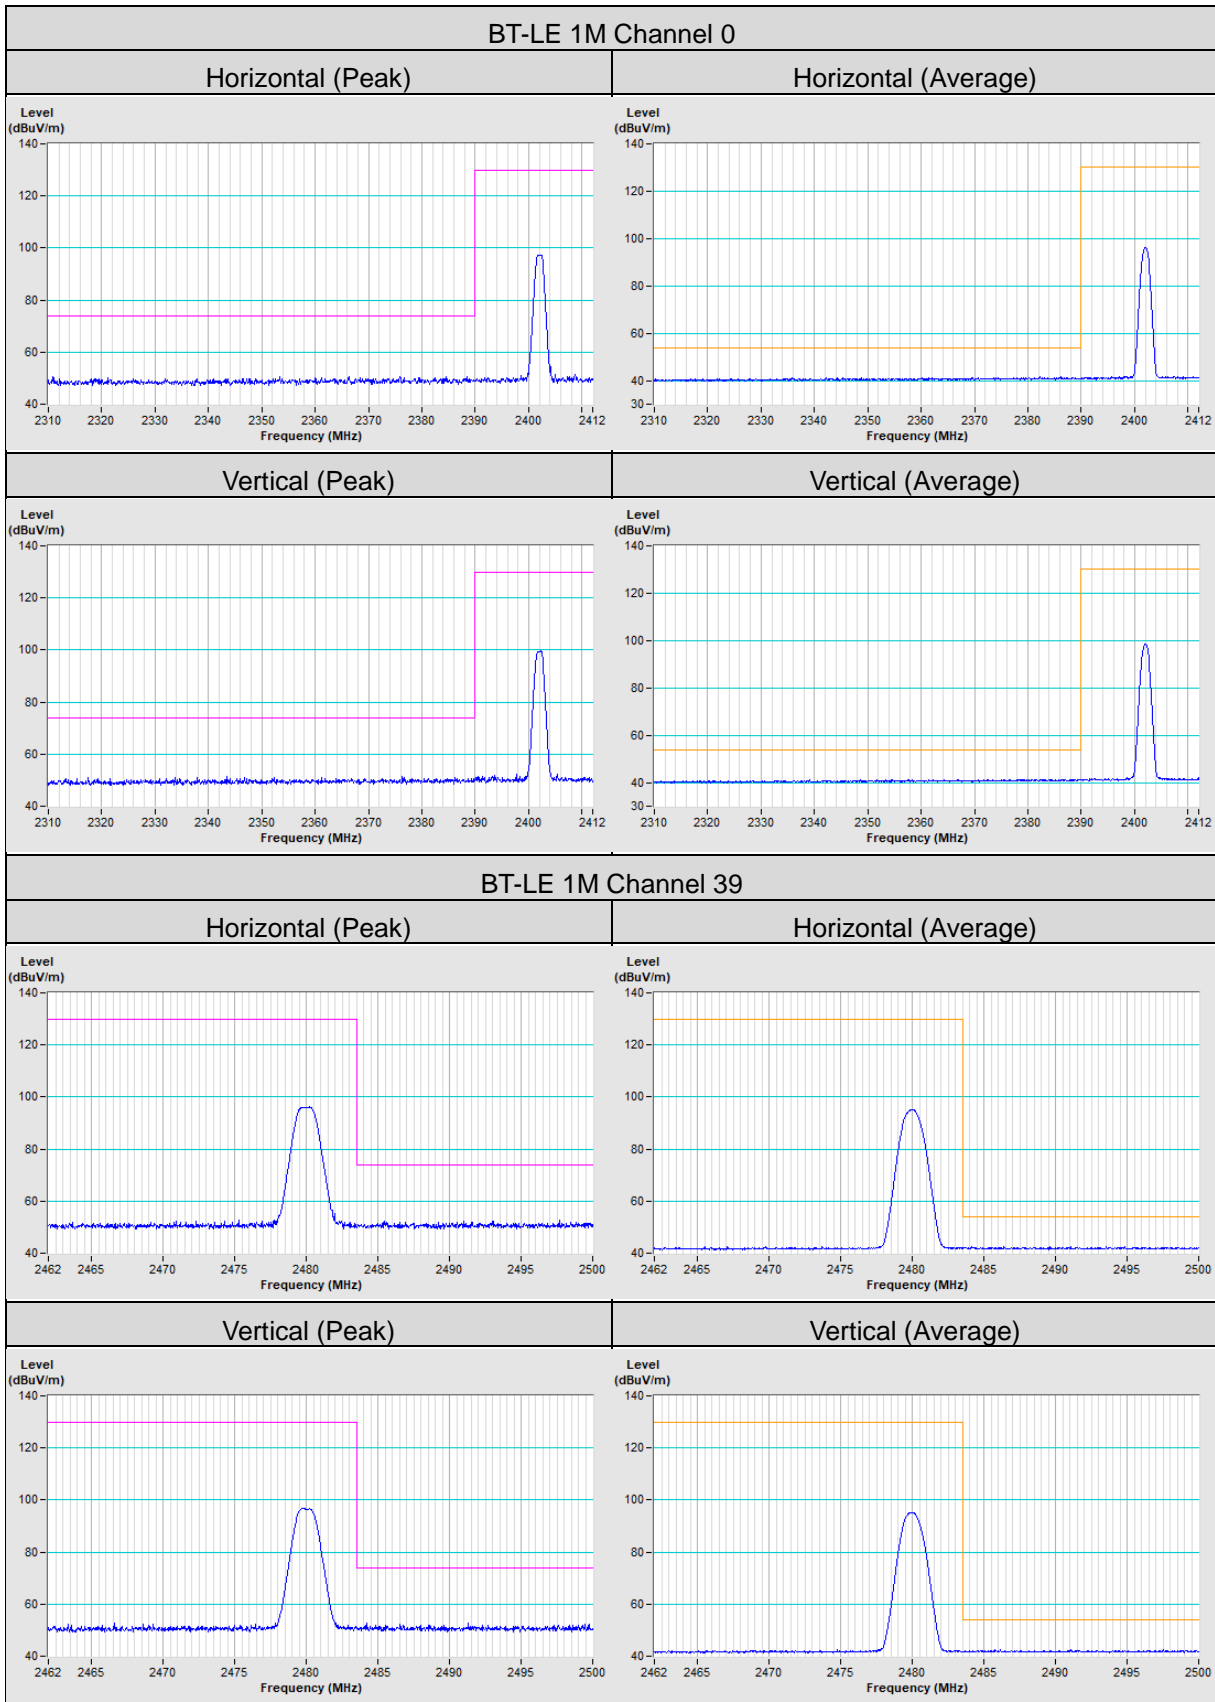 BT-LE 1M Channel 0
Horizontal (Peak)
Horizontal (Average)
Level
(dBuV/m)
140
120
100
80
60
40
2310 2320 2330 2340 2350 2360 2370 2380 2390 2400 2412
Frequency (MHz)
Level
(dBuV/m)
140
120
100
80
60
40
30
2310 2320 2330 2340 2350 2360 2370 2380 2390 2400 2412
Frequency (MHz)
Vertical (Peak)
Vertical (Average)
Level
(dBuV/m)
140
120
100
80
60
40
2310 2320 2330 2340 2350 2360 2370 2380 2390 2400 2412
Frequency (MHz)
Level
(dBuV/m)
140
120
100
80
60
40
30
2310 2320 2330 2340 2350 2360 2370 2380 2390 2400 2412
Frequency (MHz)
BT-LE 1M Channel 39
Horizontal (Peak)
Horizontal (Average)
Level
(dBuV/m)
140
120
100
80
60
40
2462 2465 2470 2475 2480 2485 2490 2495 2500
Frequency (MHz)
Level
(dBuV/m)
140
120
100
80
60
40
2462 2465 2470 2475 2480 2485 2490 2495 2500
Frequency (MHz)
Vertical (Peak)
Vertical (Average)
Level
(dBuV/m)
140
120
100
80
60
40
2462 2465 2470 2475 2480 2485 2490 2495 2500
Frequency (MHz)
Level
(dBuV/m)
140
120
100
80
60
40
2462 2465 2470 2475 2480 2485 2490 2495 2500
Frequency (MHz)